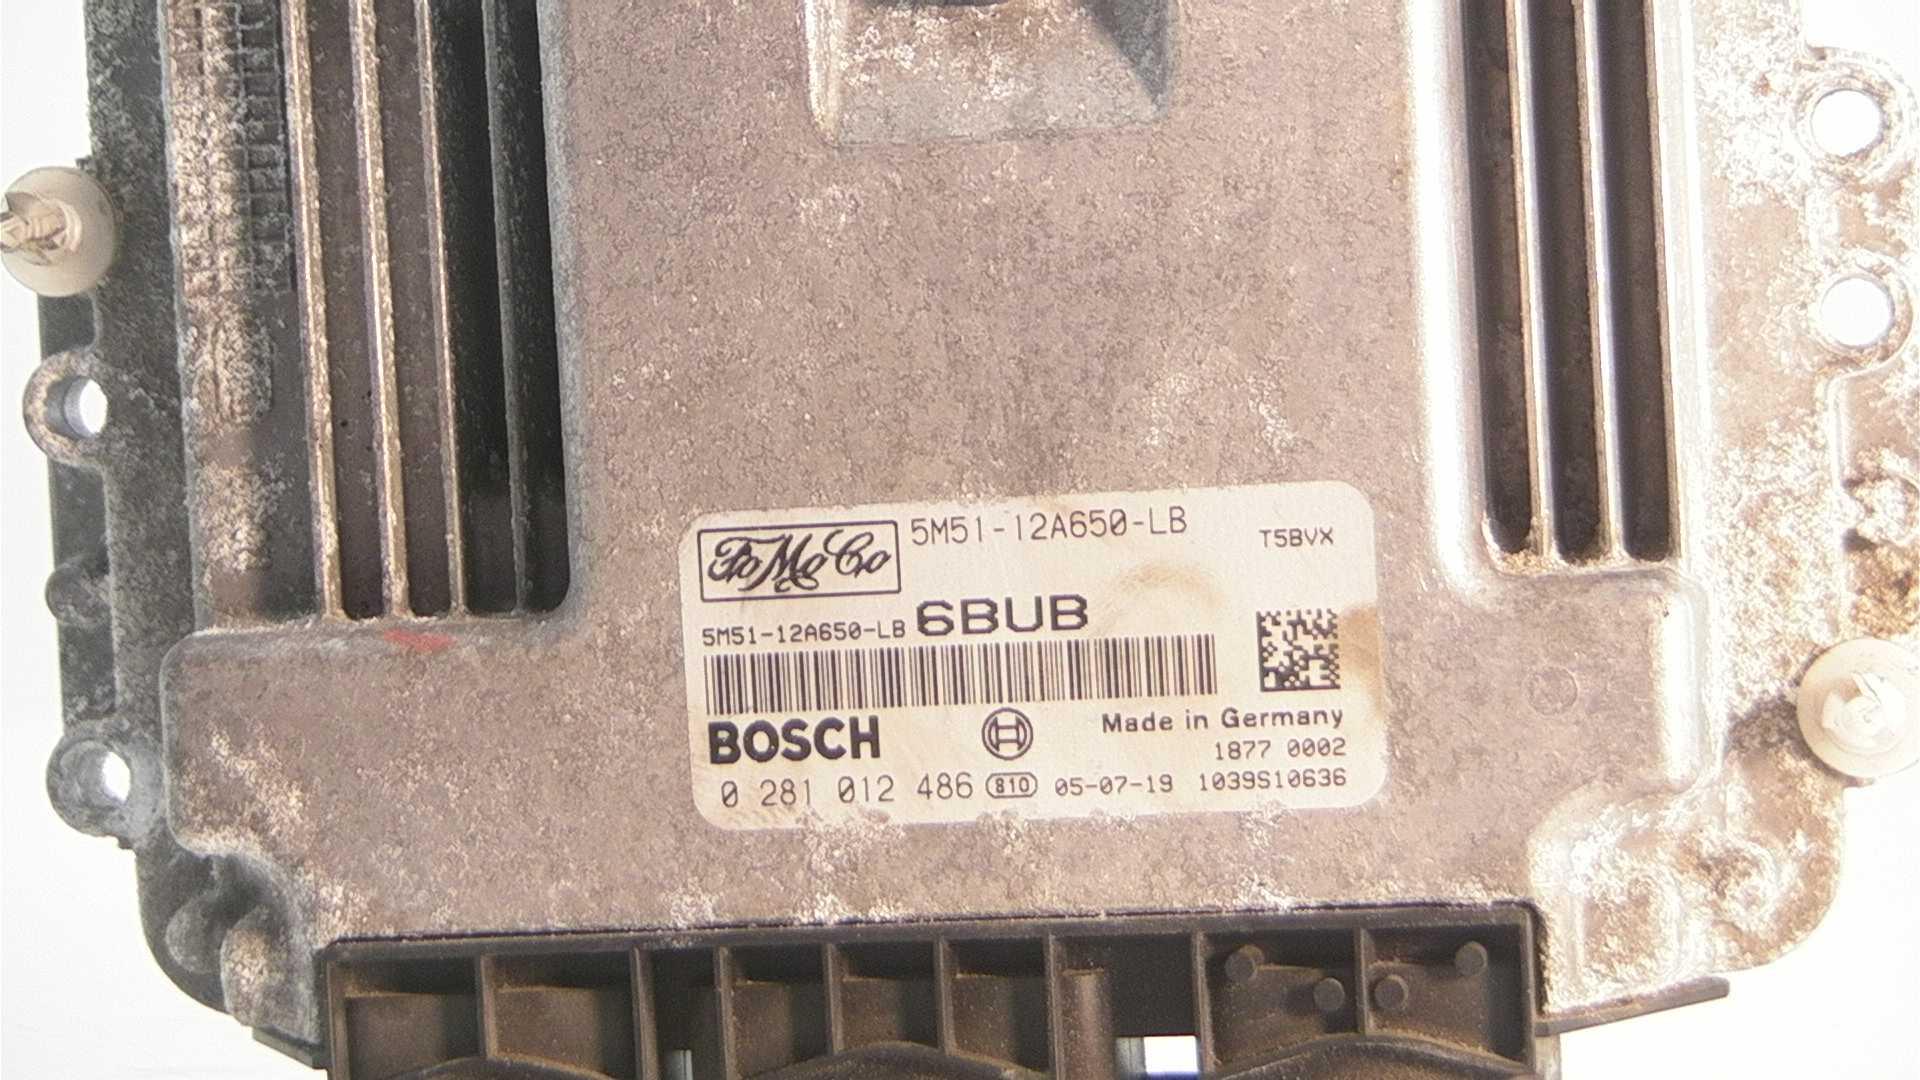 FoMoCo 5M51-12A650-LB T5BVX
5M51-12A650-LB 6BUB
BOSCH Made in Germany
1877 0002
0 281 012 486 810 05-07-19 1039S10636